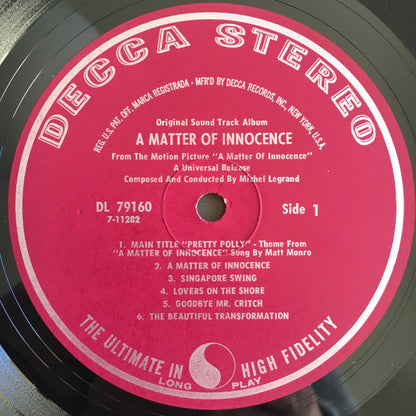 DECCA STEREO
REG. U.S. PAT. OFF. MARCA REGISTRADA • MFR'D BY DECCA RECORDS, INC., NEW YORK, U.S.A.
Original Sound Track Album
A MATTER OF INNOCENCE
From The Motion Picture "A Matter Of Innocence"
A Universal Release
Composed And Conducted By Michel Legrand
DL 79160
7-11282
Side 1
1. MAIN TITLE "PRETTY POLLY" - Theme From
"A MATTER OF INNOCENCE" Sung By Matt Monro
2. A MATTER OF INNOCENCE
3. SINGAPORE SWING
4. LOVERS ON THE SHORE
5. GOODBYE MR. CRITCH
6. THE BEAUTIFUL TRANSFORMATION
THE ULTIMATE IN HIGH FIDELITY
LONG PLAY